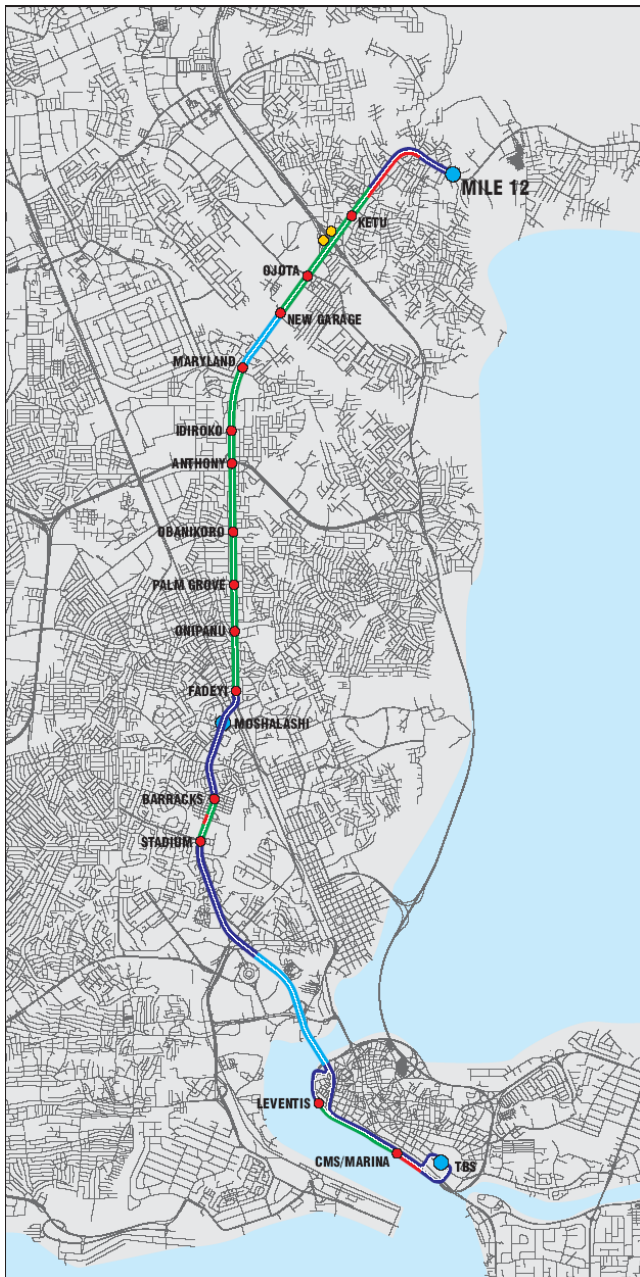 MILE 12
KETU
OJOTA
NEW GARAGE
MARYLAND
IDIROKO
ANTHONY
OBANIKORO
PALM GROVE
ONIPANU
FADEYI
MOSHALASHI
BARRACKS
STADIUM
LEVENTIS
CMS/MARINA
TBS